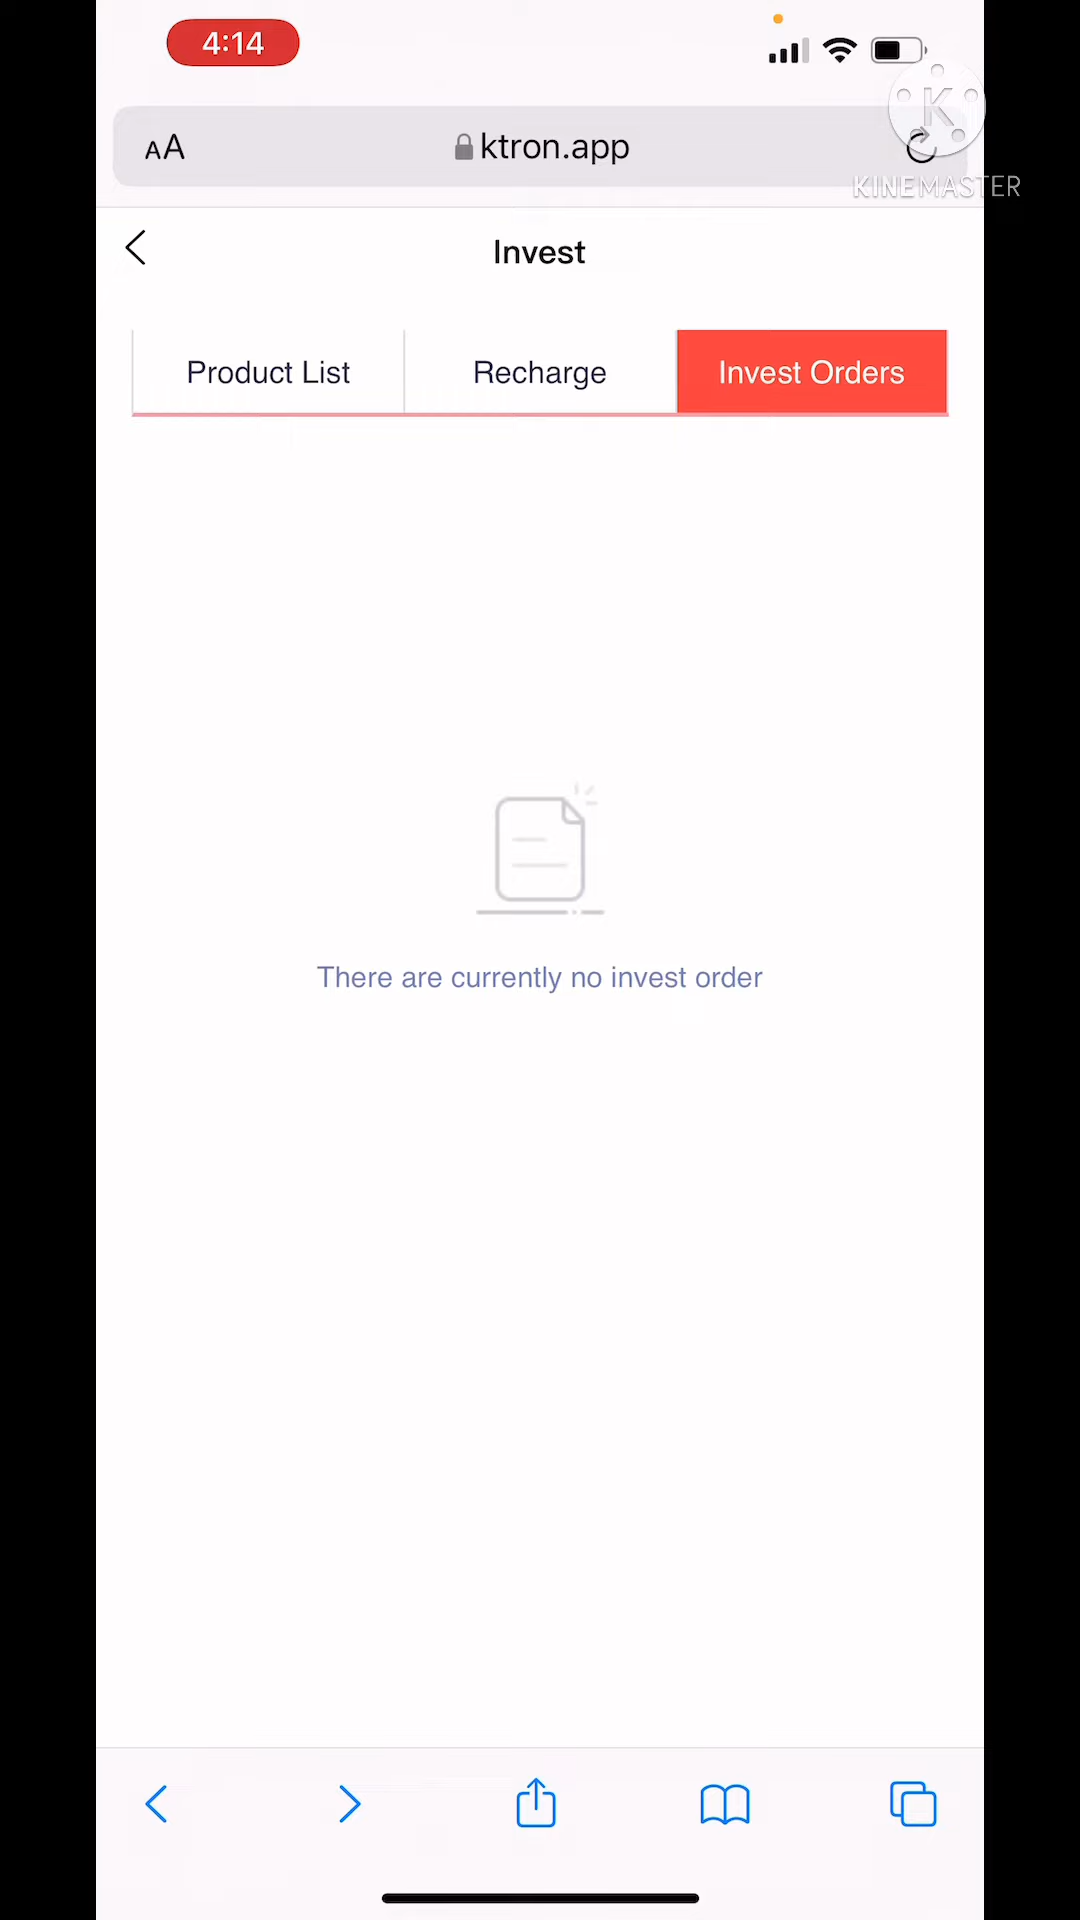 4:14
AA
ktron.app
K
KINEMASTER
Invest
Product List
Recharge
Invest Orders
There are currently no invest order